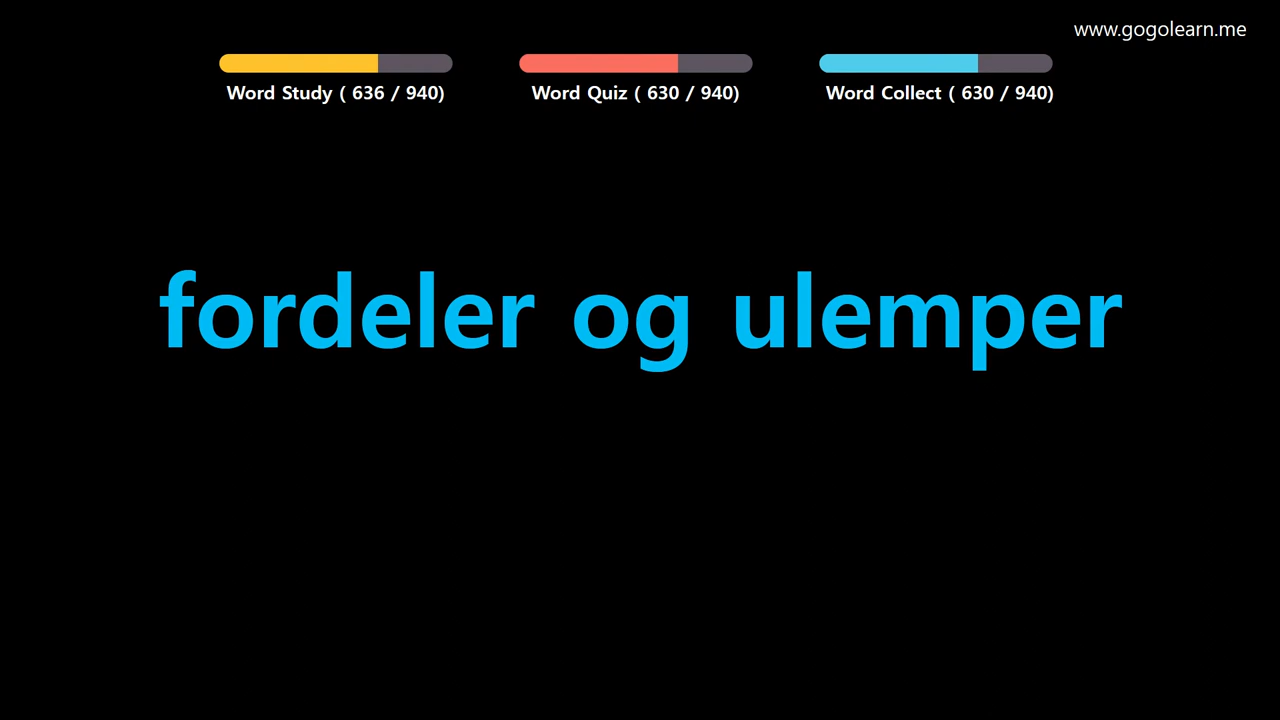 www.gogolearn.me
Word Study ( 636 / 940)
Word Quiz ( 630 / 940)
Word Collect ( 630 / 940)
fordeler og ulemper